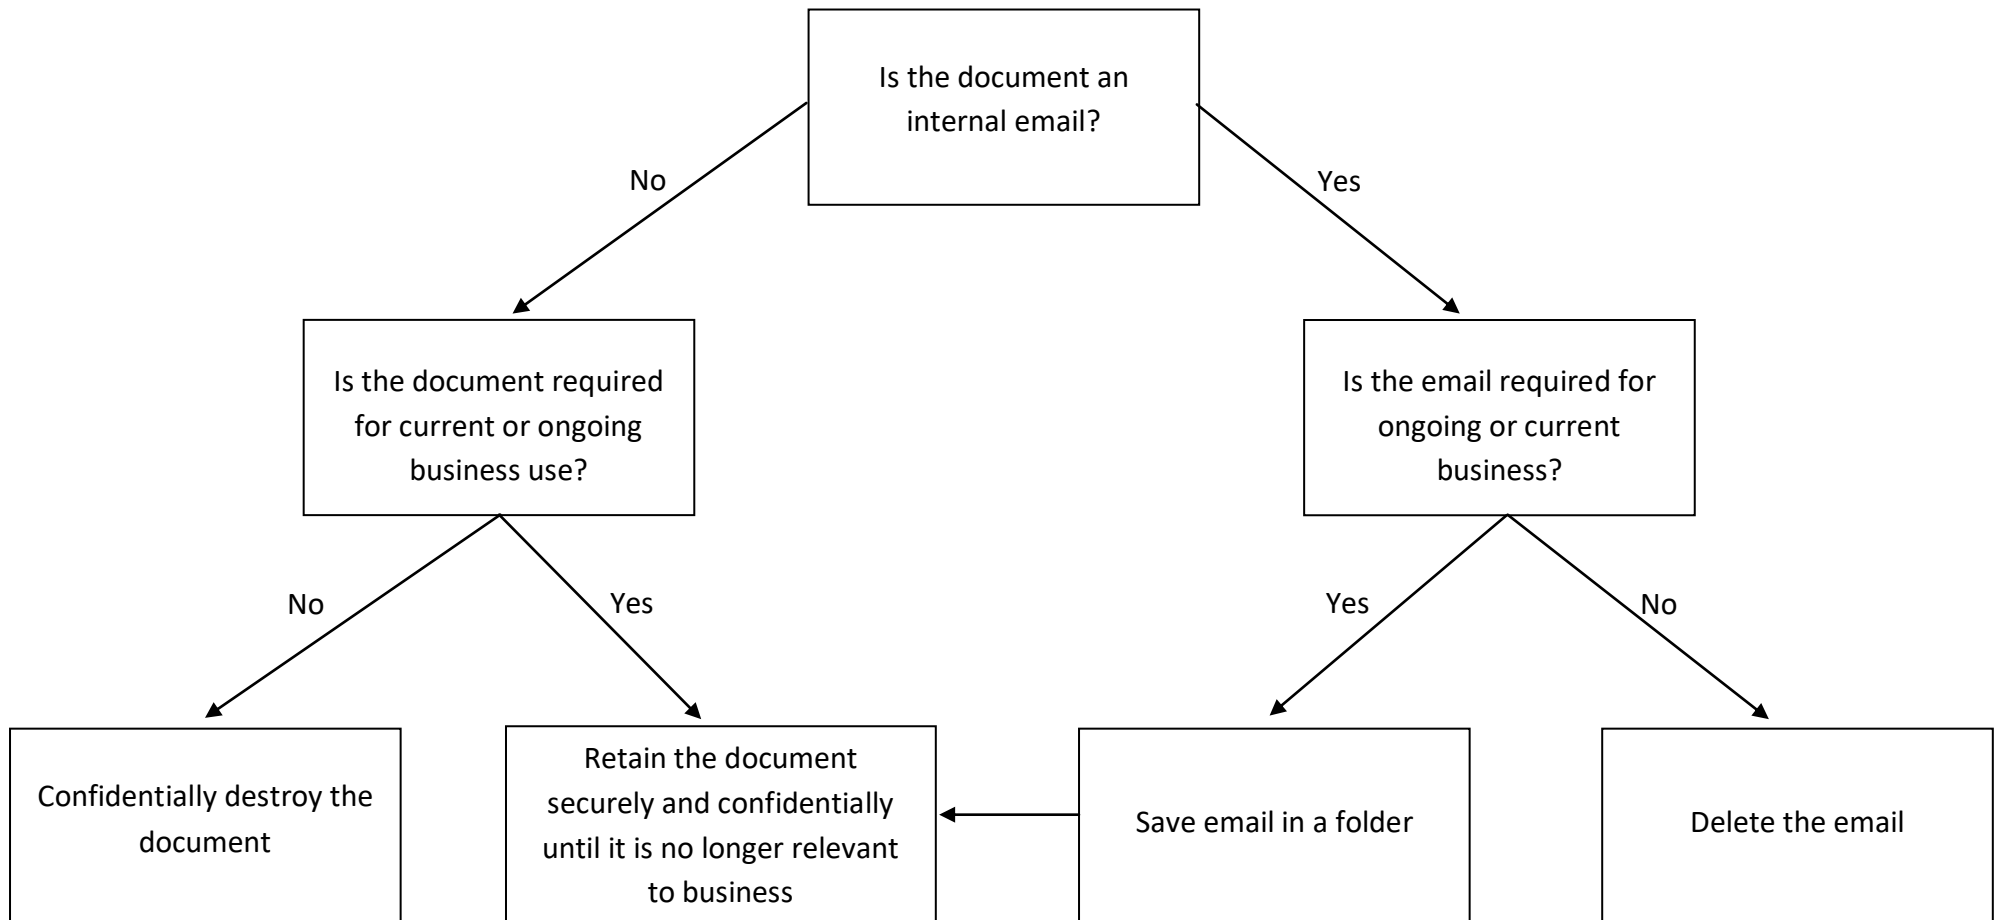 Is the document an
internal email?
No
Yes
Is the document required
for current or ongoing
business use?
Is the email required for
ongoing or current
business?
No
Yes
Yes
No
Confidentially destroy the
document
Retain the document
securely and confidentially
until it is no longer relevant
to business
Save email in a folder
Delete the email